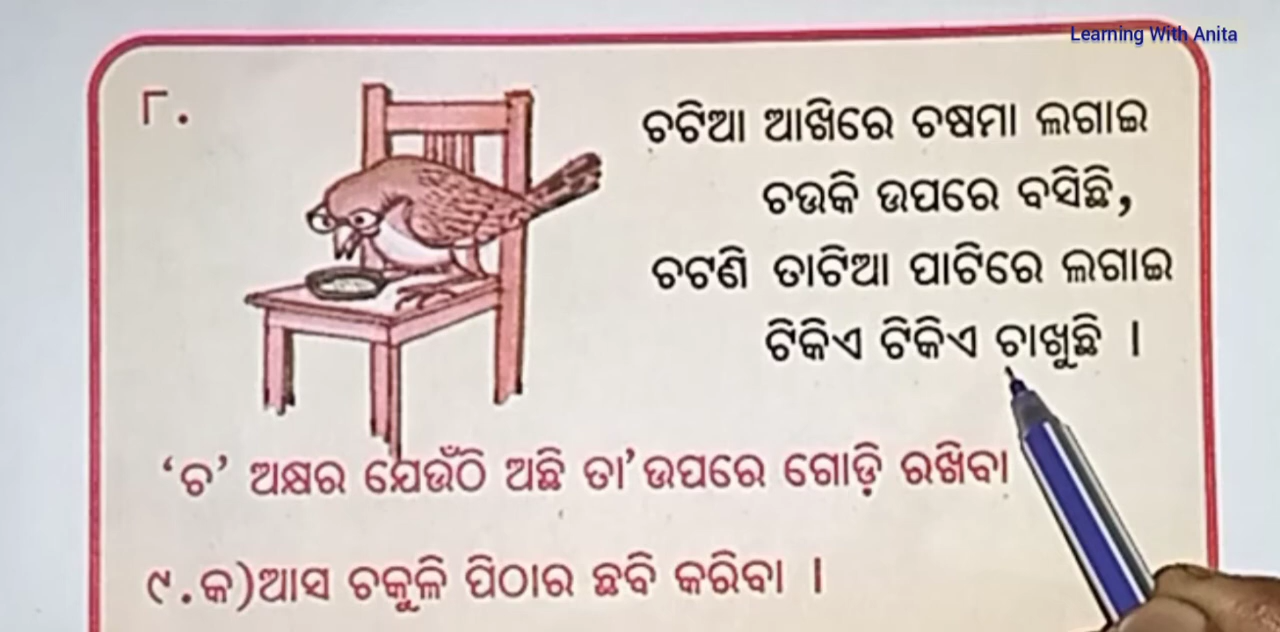 Learning With Anita
୮.
ଚଟିଆ ଆଖିରେ ଚଷମା ଲଗାଇ
ଚଉକି ଉପରେ ବସିଛି,
ଚଟଣି ତାଟିଆ ପାଟିରେ ଲଗାଇ
ଟିକିଏ ଟିକିଏ ଚାଖୁଛି ।
‘ଚ’ ଅକ୍ଷର ଯେଉଁଠି ଅଛି ତା’ଉପରେ ଗୋଡ଼ି ରଖିବା
୯.କ)ଆସ ଚକୁଳି ପିଠାର ଛବି କରିବା ।